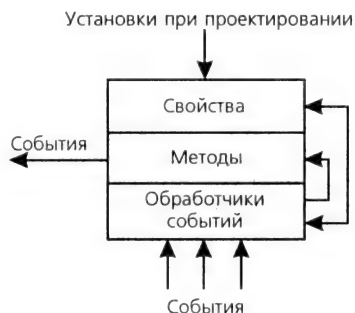 Установки при проектировании
Свойства
События
Методы
Обработчики
событий
События